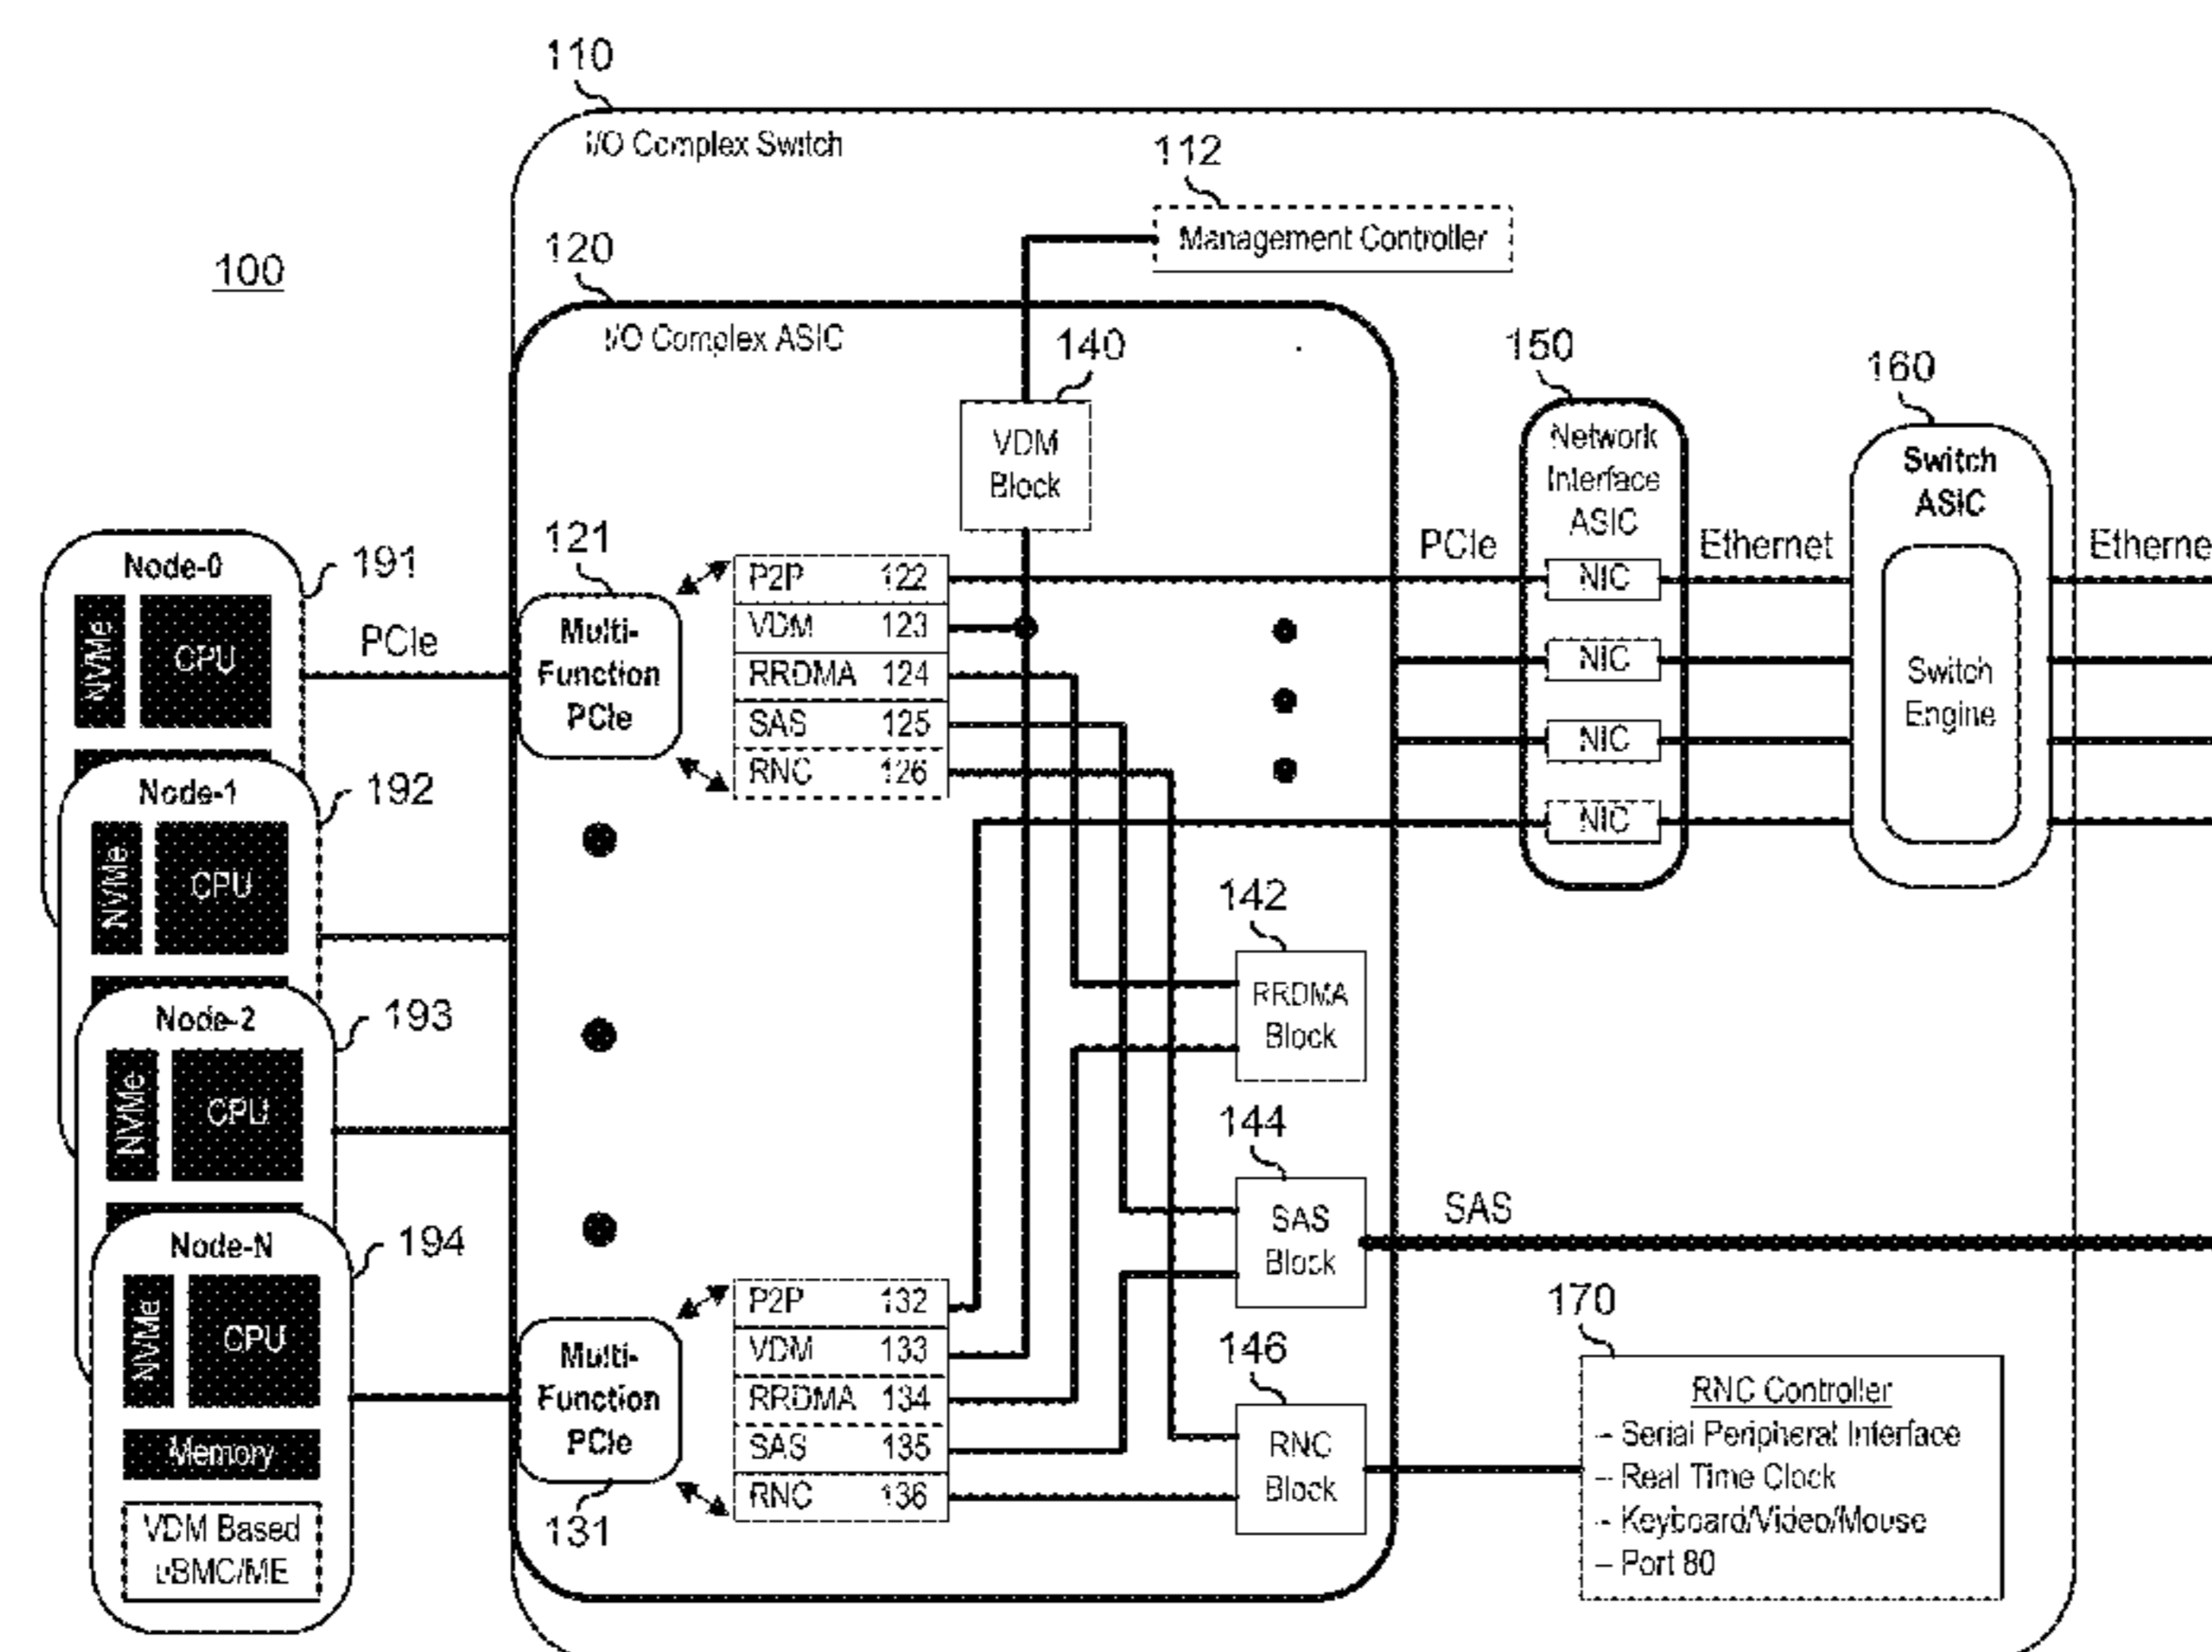 110
I/O Complex Switch
112
Management Controller
100
120
I/O Complex ASIC
140
VDM
Block
150
Network
Interface
ASIC
160
Switch
ASIC
Switch
Engine
PCIe
Ethernet
NIC
NIC
NIC
NIC
Node-0
191
NVMe
CPU
PCIe
Node-1
192
NVMe
CPU
Node-2
193
NVMe
CPU
Node-N
194
NVMe
CPU
Memory
VDM Based
121
Multi-
Function
PCIe
P2P 122
VDM 123
RRDMA 124
SAS 125
RNC 126
142
RRDMA
Block
144
SAS
Block
SAS
146
RNC
Block
Multi-
Function
PCIe
131
P2P 132
VDM 133
RRDMA 134
SAS 135
RNC 136
170
RNC Controller
– Serial Peripheral Interface
– Real Time Clock
– Keyboard/Video/Mouse
– Port 80